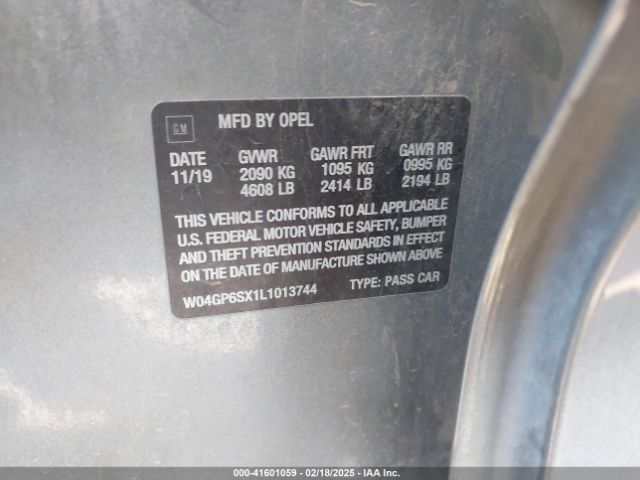 GM MFD BY OPEL
DATE GVWR GAWR FRT GAWR RR
11/19 2090 KG 1095 KG 0995 KG
4608 LB 2414 LB 2194 LB
THIS VEHICLE CONFORMS TO ALL APPLICABLE
U.S. FEDERAL MOTOR VEHICLE SAFETY, BUMPER
AND THEFT PREVENTION STANDARDS IN EFFECT
ON THE DATE OF MANUFACTURE SHOWN ABOVE
W04GP6SX1L1013744 TYPE: PASS CAR
000-41601059 - 02/18/2025 - IAA Inc.